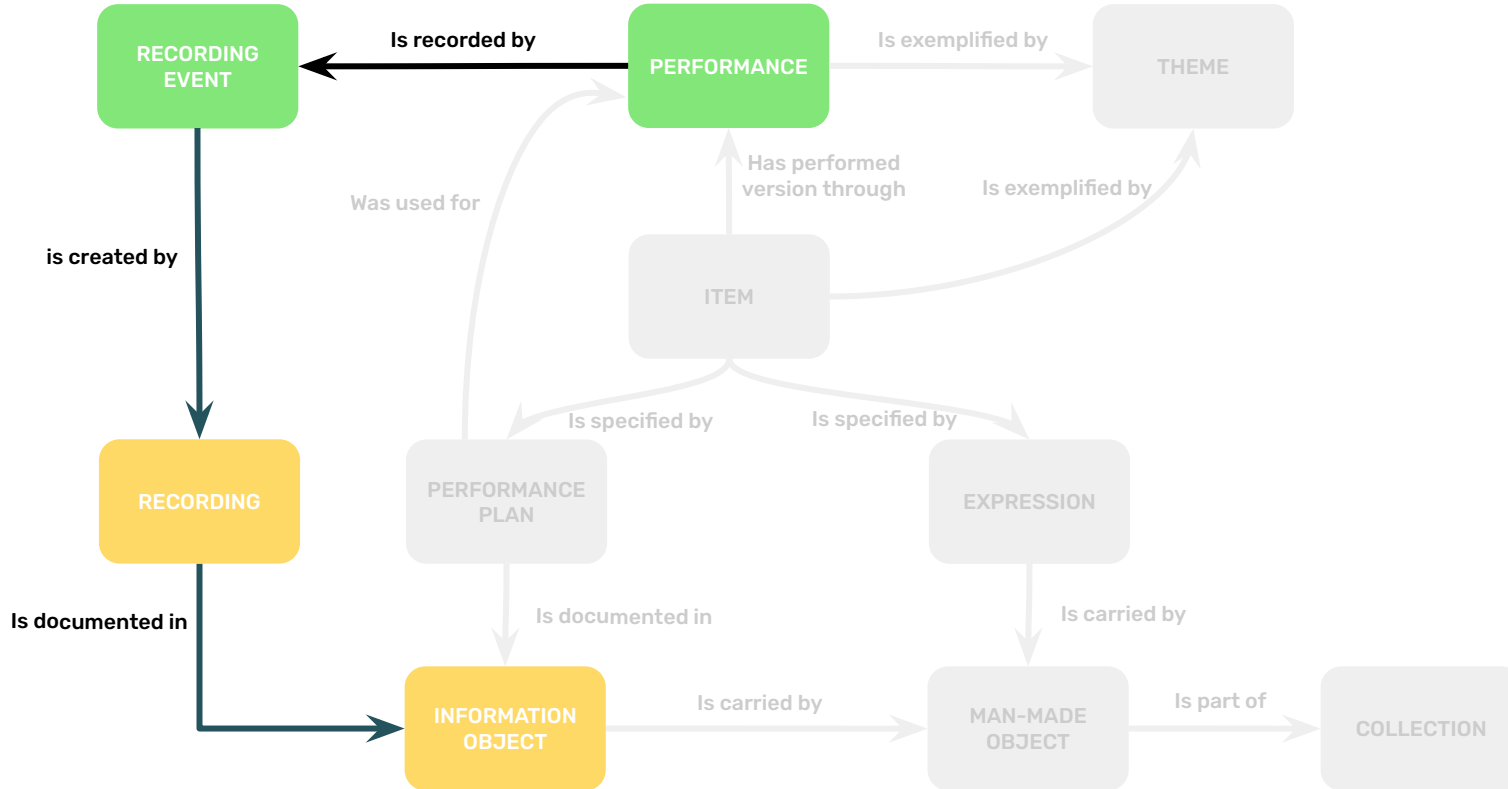 Is recorded by
Is exemplified by
RECORDING
EVENT
PERFORMANCE
THEME
Has performed
version through
Is exemplified by
Was used for
is created by
ITEM
Is specified by
Is specified by
RECORDING
PERFORMANCE
PLAN
EXPRESSION
Is documented in
Is documented in
Is carried by
Is carried by
Is part of
INFORMATION
OBJECT
MAN-MADE
OBJECT
COLLECTION